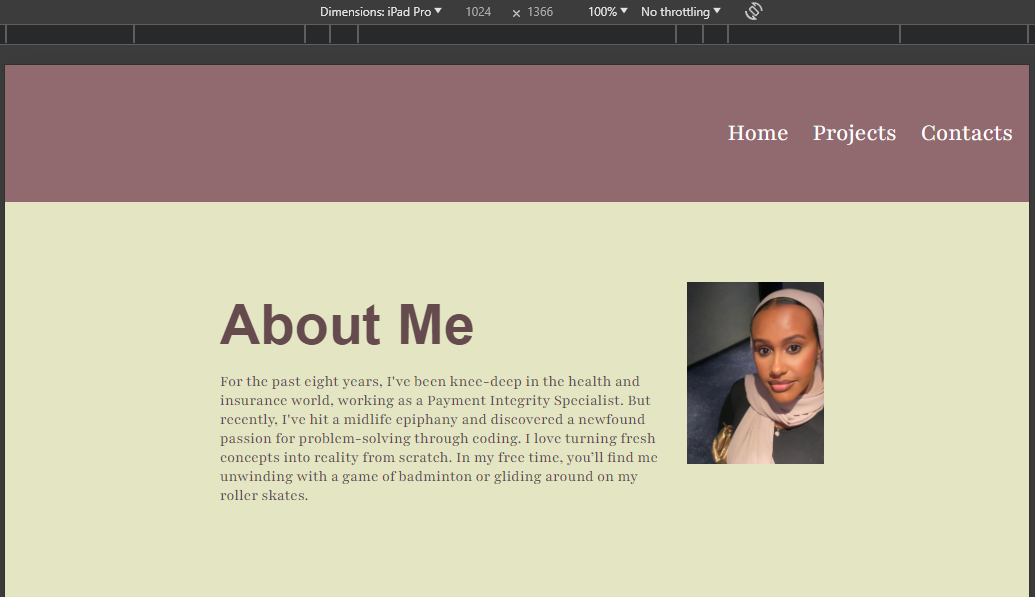 Dimensions: iPad Pro ▼ 1024 × 1366 100% ▼ No throttling ▼
Home Projects Contacts
About Me
For the past eight years, I've been knee-deep in the health and
insurance world, working as a Payment Integrity Specialist. But
recently, I've hit a midlife epiphany and discovered a newfound
passion for problem-solving through coding. I love turning fresh
concepts into reality from scratch. In my free time, you'll find me
unwinding with a game of badminton or gliding around on my
roller skates.